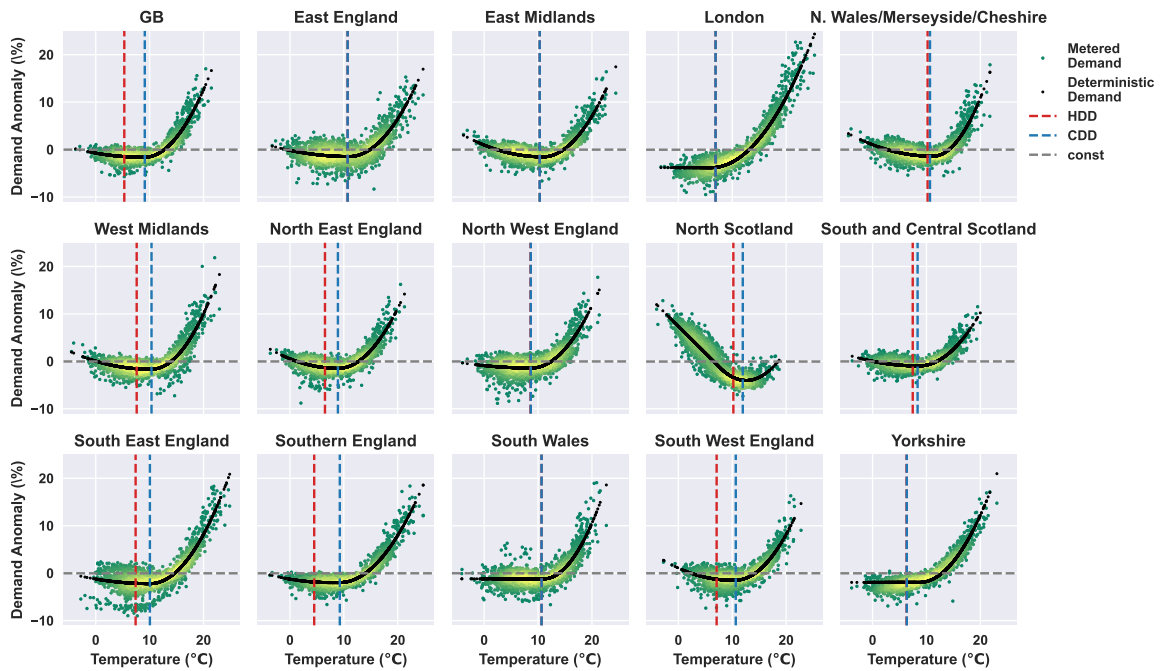 GB
East England
East Midlands
London
N. Wales/Merseyside/Cheshire
Demand Anomaly (\%)
20
10
0
−10
Metered
Demand
Deterministic
Demand
HDD
CDD
const
West Midlands
North East England
North West England
North Scotland
South and Central Scotland
Demand Anomaly (\%)
20
10
0
−10
South East England
Southern England
South Wales
South West England
Yorkshire
Demand Anomaly (\%)
20
10
0
−10
0 10 20
0 10 20
0 10 20
0 10 20
0 10 20
Temperature (°C)
Temperature (°C)
Temperature (°C)
Temperature (°C)
Temperature (°C)